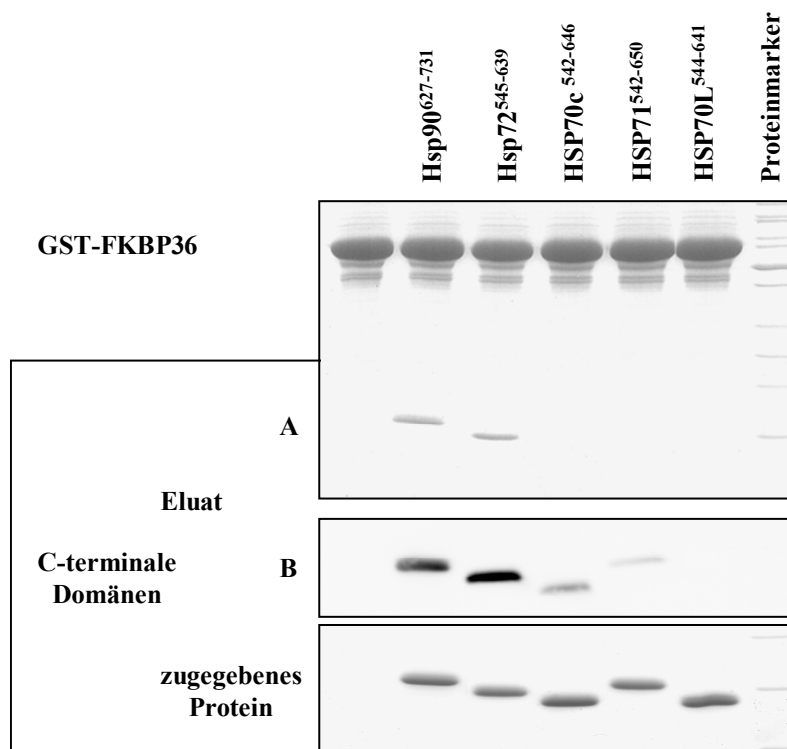 Hsp90627-731
Hsp72545-639
HSP70c 542-646
HSP71542-650
HSP70L544-641
Proteinmarker
GST-FKBP36
A
Eluat
C-terminale
Domänen
B
zugegebenes
Protein